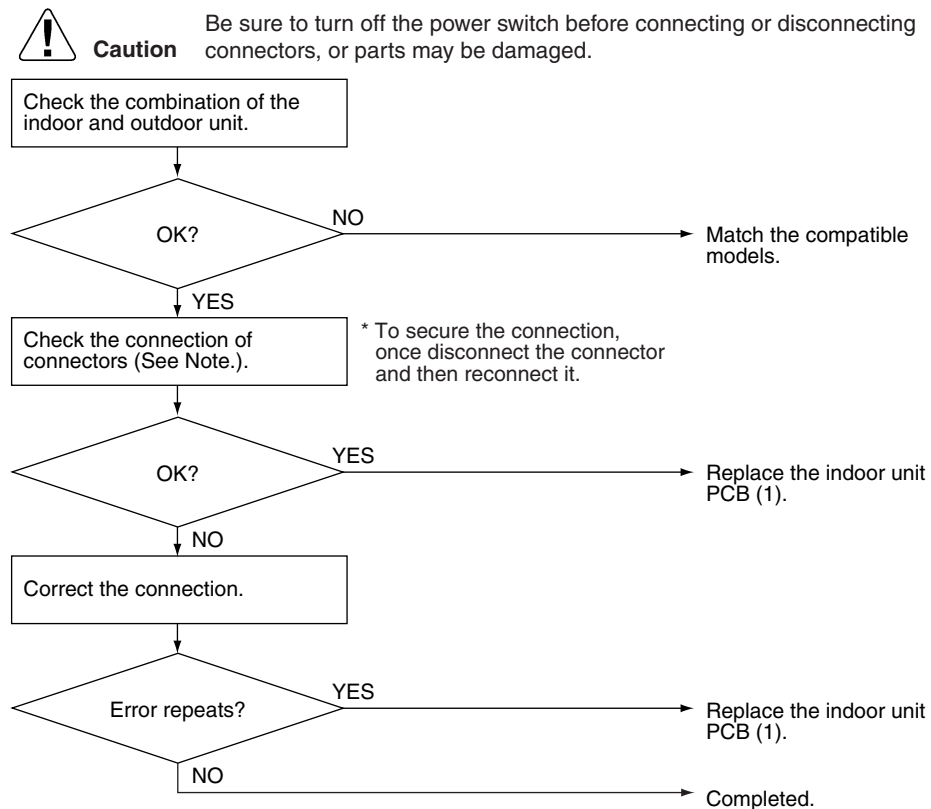 Be sure to turn off the power switch before connecting or disconnecting
Caution connectors, or parts may be damaged.
Check the combination of the
indoor and outdoor unit.
OK?
NO
Match the compatible
models.
YES
Check the connection of
connectors (See Note.).
* To secure the connection,
once disconnect the connector
and then reconnect it.
OK?
YES
Replace the indoor unit
PCB (1).
NO
Correct the connection.
Error repeats?
YES
Replace the indoor unit
PCB (1).
NO
Completed.